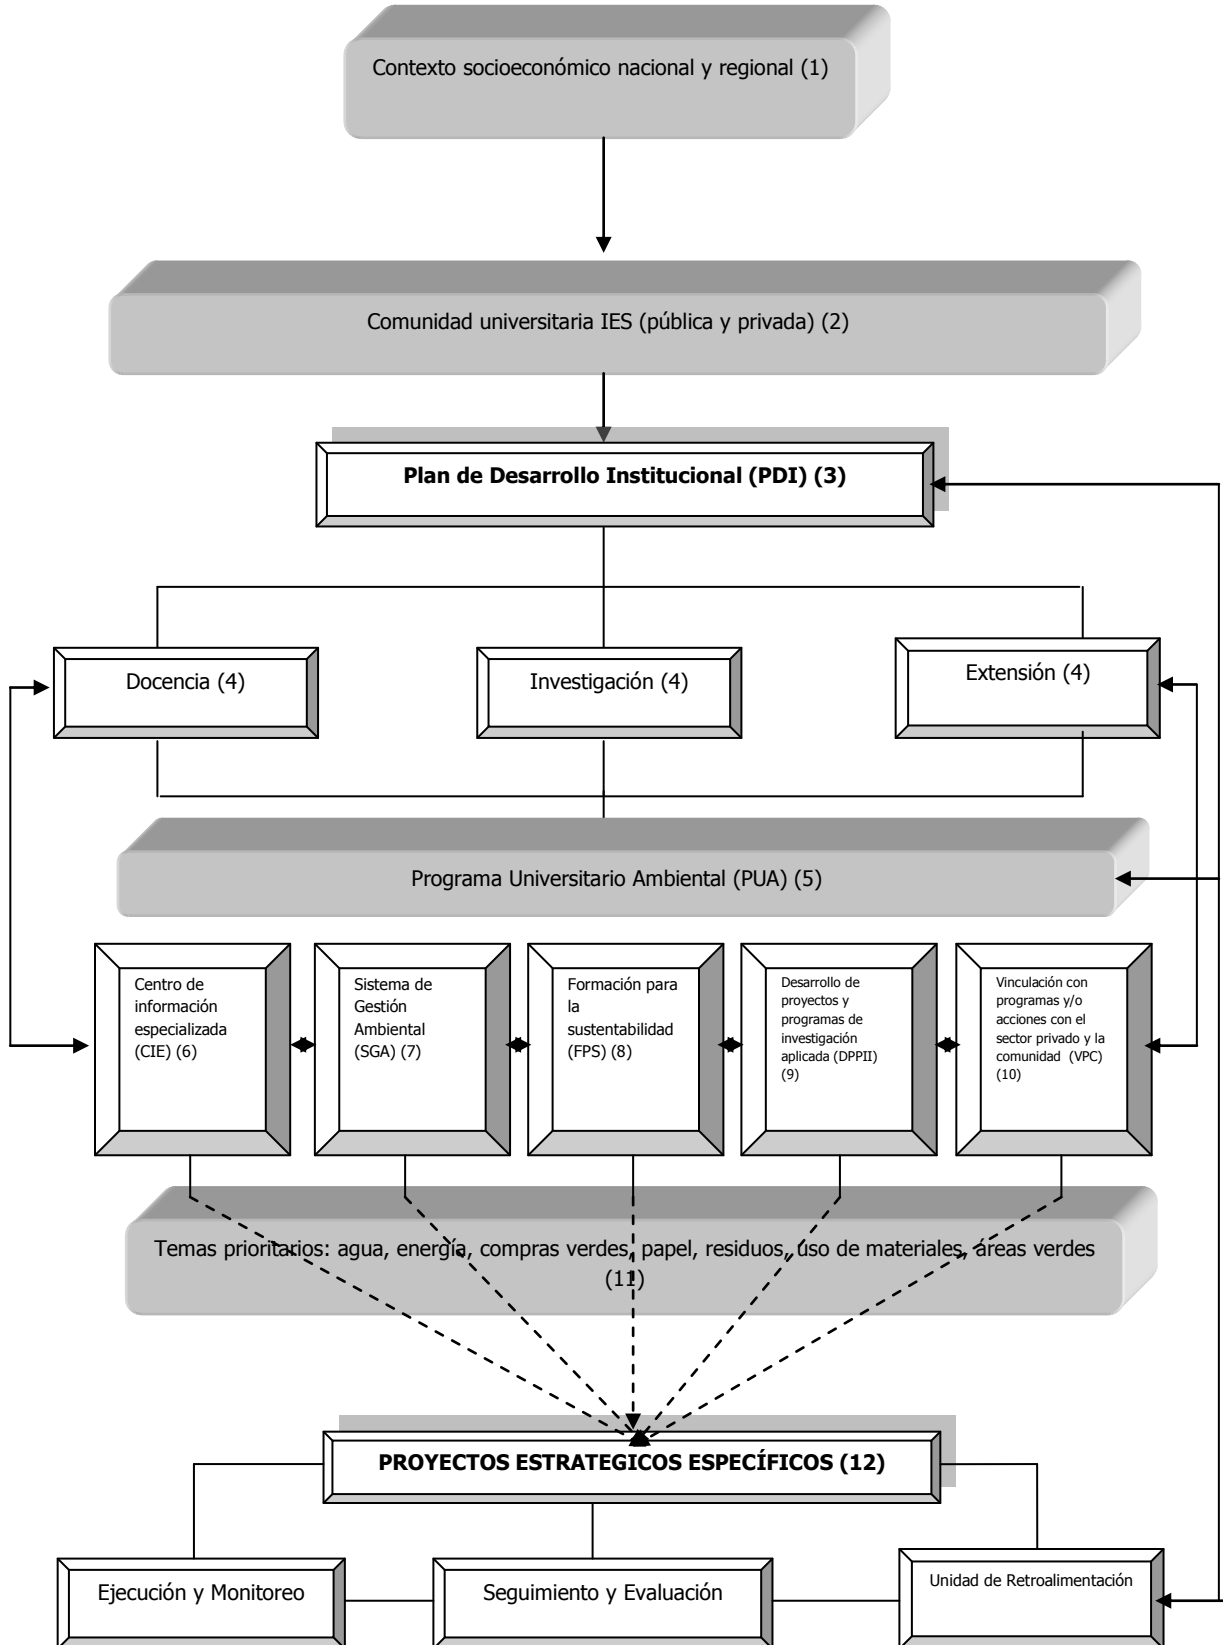 Contexto socioeconómico nacional y regional (1)
Comunidad universitaria IES (pública y privada) (2)
Plan de Desarrollo Institucional (PDI) (3)
Docencia (4)
Investigación (4)
Extensión (4)
Programa Universitario Ambiental (PUA) (5)
Centro de
información
especializada
(CIE) (6)
Sistema de
Gestión
Ambiental
(SGA) (7)
Formación para
la
sustentabilidad
(FPS) (8)
Desarrollo de
proyectos y
programas de
investigación
aplicada (DPPII)
(9)
Vinculación con
programas y/o
acciones con el
sector privado y la
comunidad (VPC)
(10)
Temas prioritarios: agua, energía, compras verdes, papel, residuos, uso de materiales, áreas verdes
(11)
PROYECTOS ESTRATEGICOS ESPECÍFICOS (12)
Ejecución y Monitoreo
Seguimiento y Evaluación
Unidad de Retroalimentación